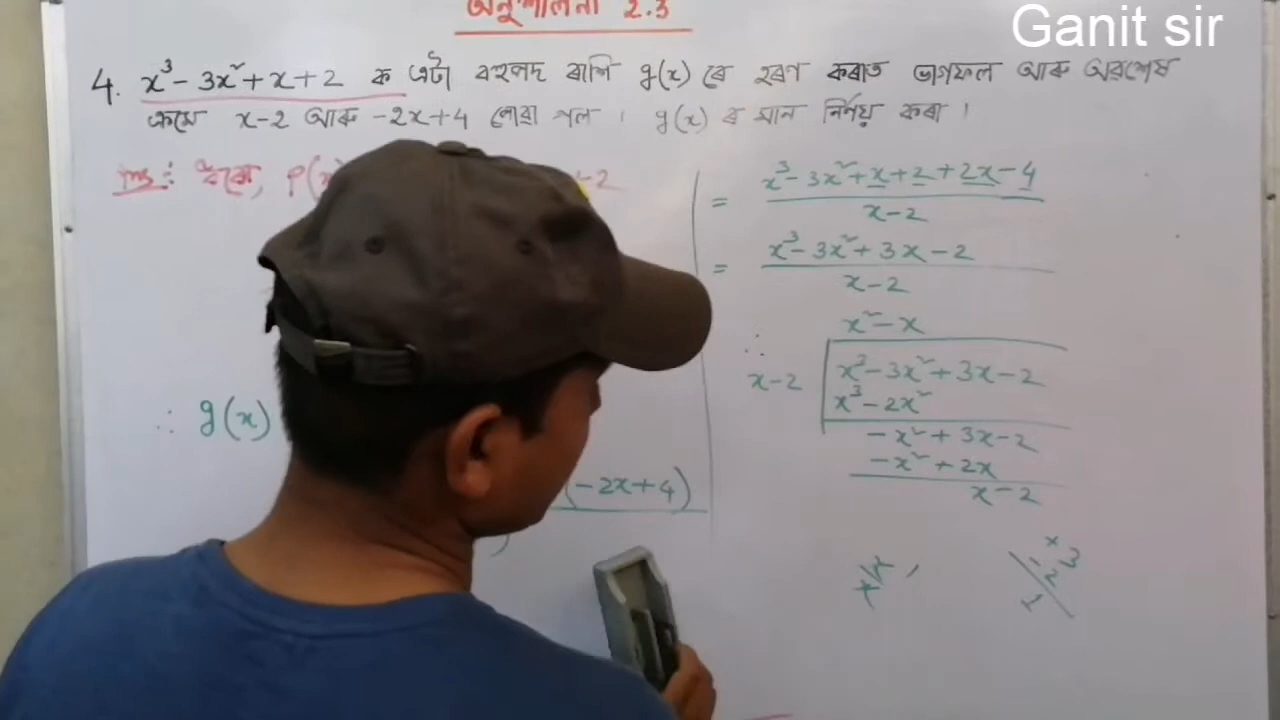 অনুশীলনী 2.3
Ganit sir
4. x³ - 3x² + x + 2 ক এটা বহুপদ ৰাশি g(x) ৰে হৰণ কৰাত ভাগফল আৰু অৱশেষ
ক্ৰমে x-2 আৰু -2x+4 পোৱা গল । g(x) ৰ মান নিৰ্ণয় কৰা ।
Ans : ধৰো, P(x)
-2
∴ g(x)
(-2x+4)
= x³ - 3x² + x + 2 + 2x - 4
x-2
= x³ - 3x² + 3x - 2
x-2
∴
x² - x
x-2
x³ - 3x² + 3x - 2
x³ - 2x²
- x² + 3x - 2
- x² + 2x
x - 2